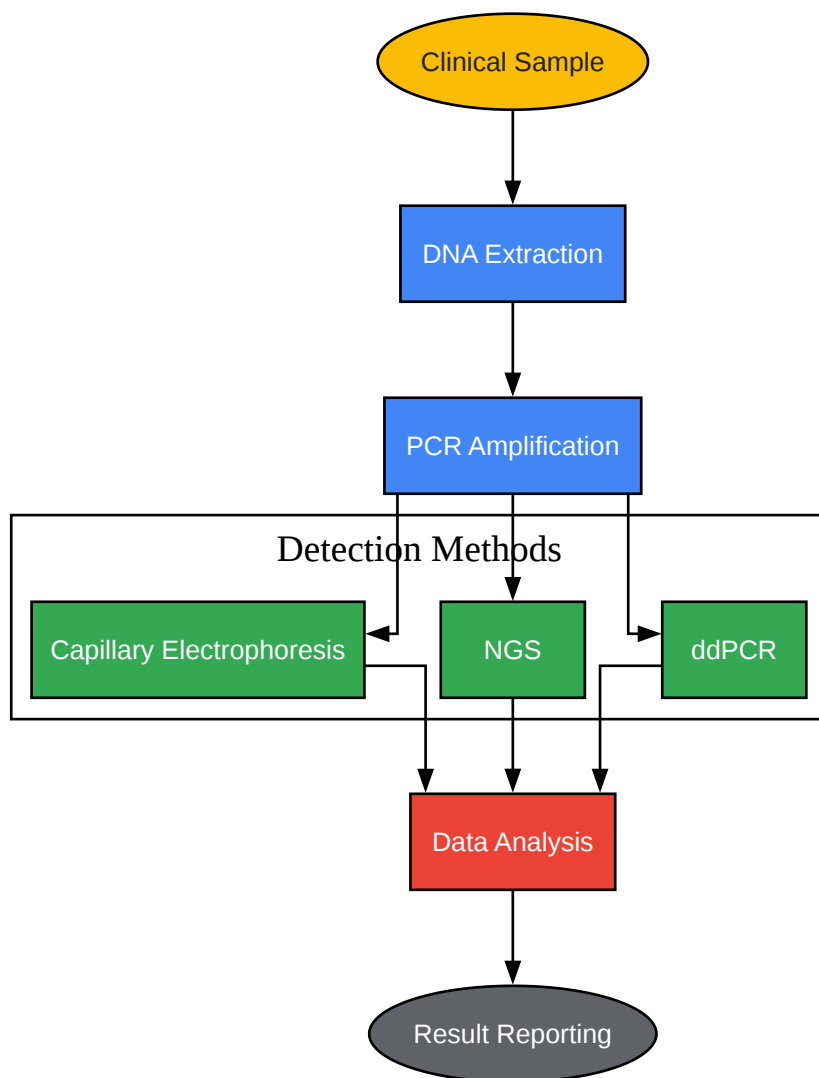 Clinical Sample
DNA Extraction
PCR Amplification
Detection Methods
Capillary Electrophoresis
NGS
ddPCR
Data Analysis
Result Reporting